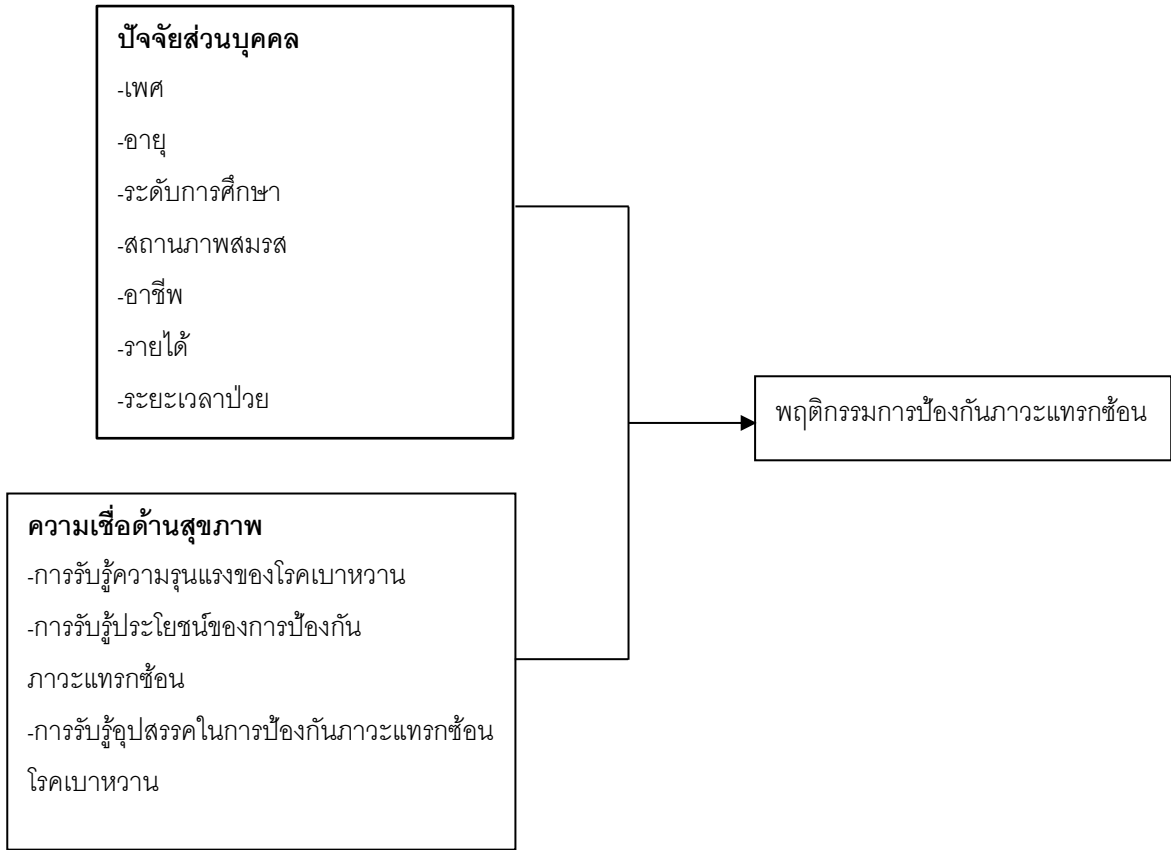 ปัจจัยส่วนบุคคล
-เพศ
-อายุ
-ระดับการศึกษา
-สถานภาพสมรส
-อาชีพ
-รายได้
-ระยะเวลาป่วย
พฤติกรรมการป้องกันภาวะแทรกซ้อน
ความเชื่อด้านสุขภาพ
-การรับรู้ความรุนแรงของโรคเบาหวาน
-การรับรู้ประโยชน์ของการป้องกัน
ภาวะแทรกซ้อน
-การรับรู้อุปสรรคในการป้องกันภาวะแทรกซ้อน
โรคเบาหวาน